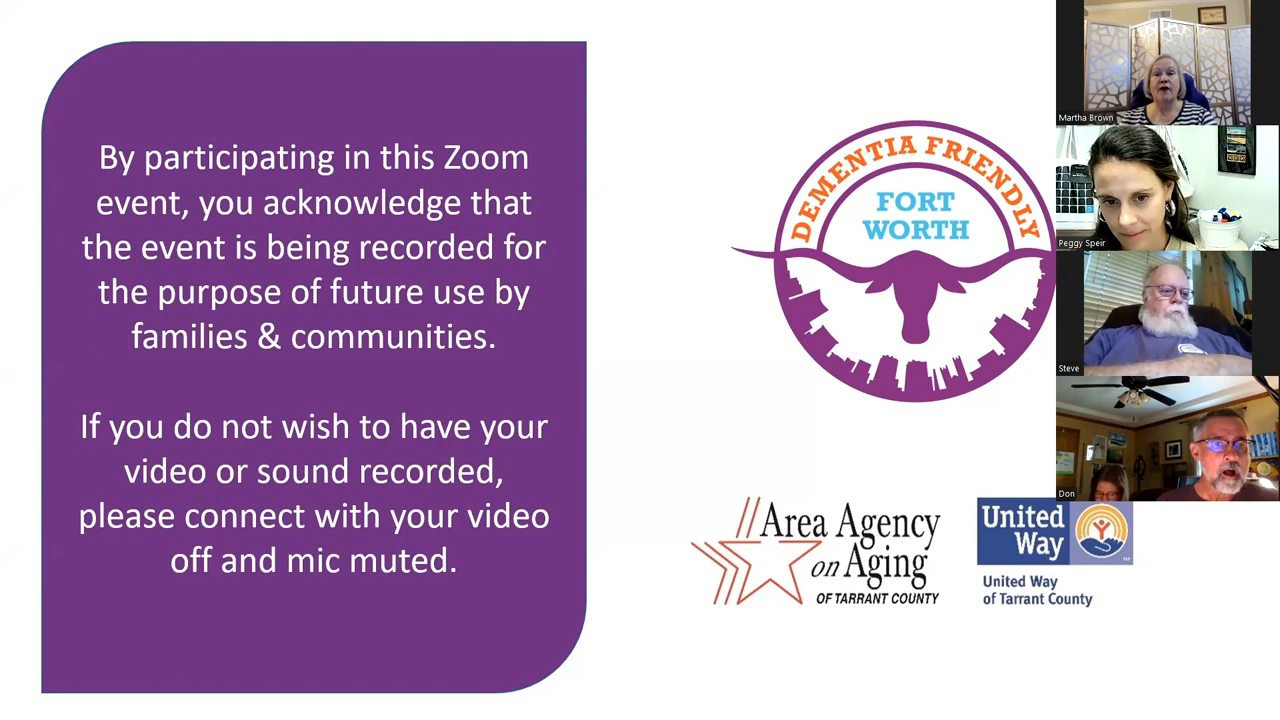 By participating in this Zoom
event, you acknowledge that
the event is being recorded for
the purpose of future use by
families & communities.
If you do not wish to have your
video or sound recorded,
please connect with your video
off and mic muted.
DEMENTIA FRIENDLY
FORT
WORTH
Area Agency
on Aging
OF TARRANT COUNTY
United
Way
United Way
of Tarrant County
Martha Brown
Peggy Speir
Steve
Don